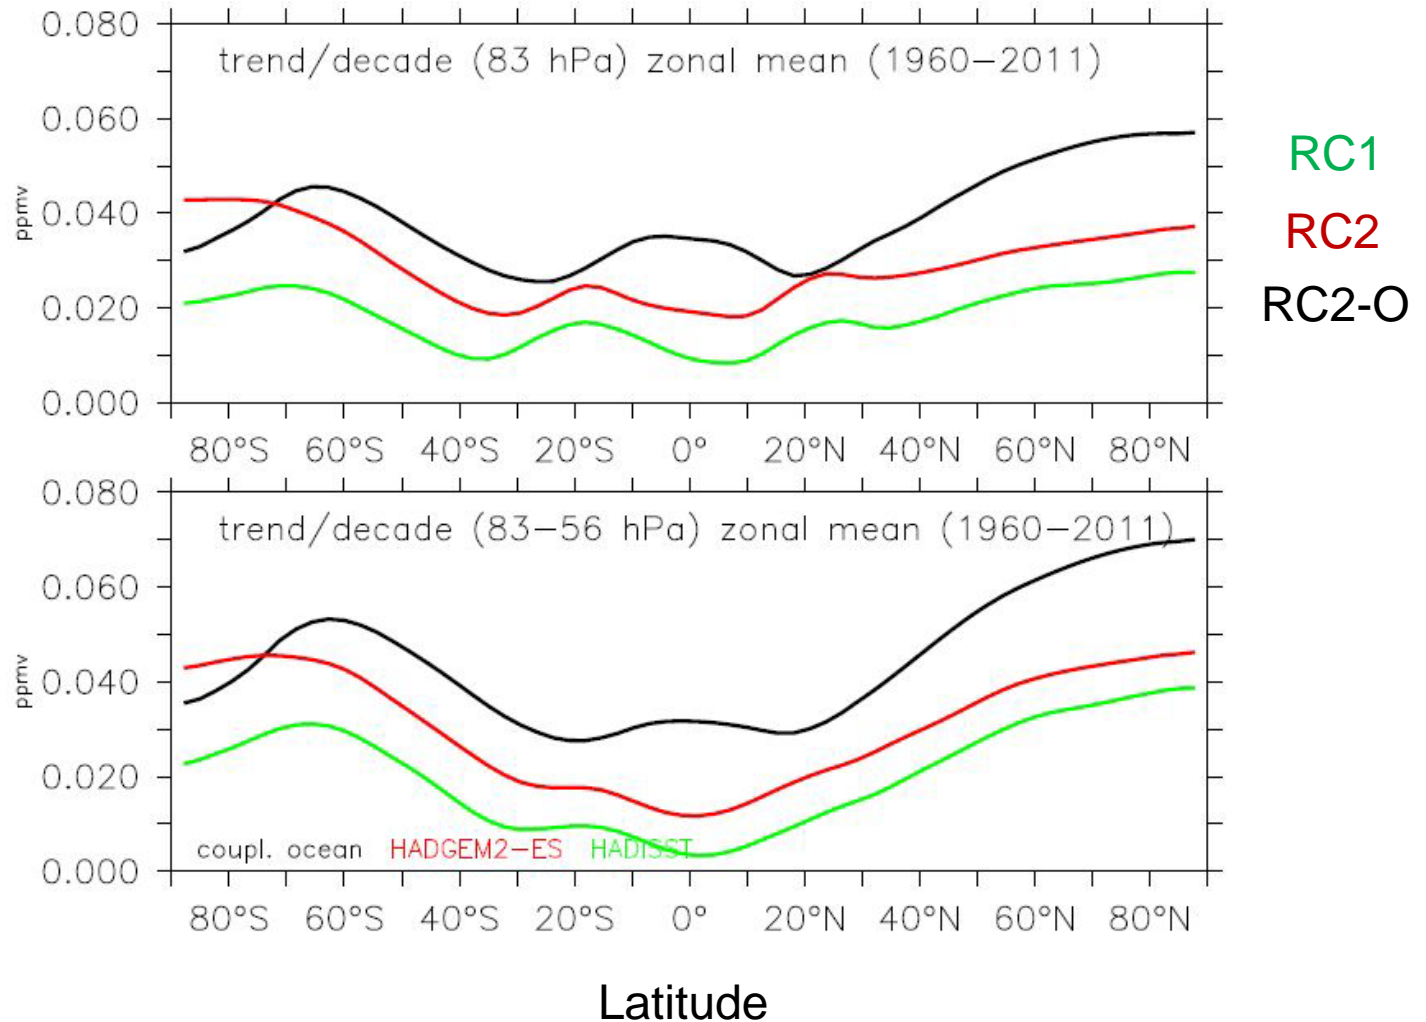 0.080
trend/decade (83 hPa) zonal mean (1960−2011)
0.060
0.040
0.020
0.000
ppmv
80°S 60°S 40°S 20°S 0° 20°N 40°N 60°N 80°N
RC1
RC2
RC2-O
0.080
trend/decade (83−56 hPa) zonal mean (1960−2011)
0.060
0.040
0.020
0.000
ppmv
coupl. ocean HADGEM2−ES HADISST
80°S 60°S 40°S 20°S 0° 20°N 40°N 60°N 80°N
Latitude